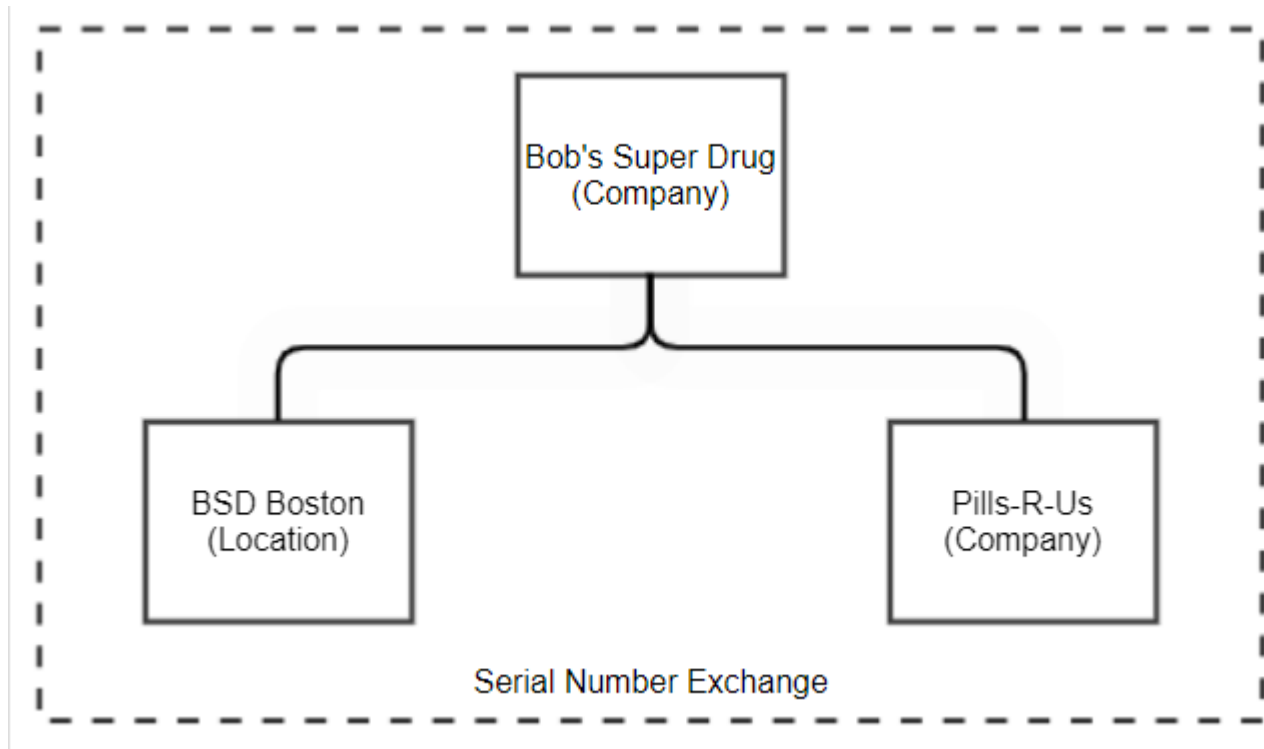 Bob's Super Drug
(Company)
BSD Boston
(Location)
Pills-R-Us
(Company)
Serial Number Exchange